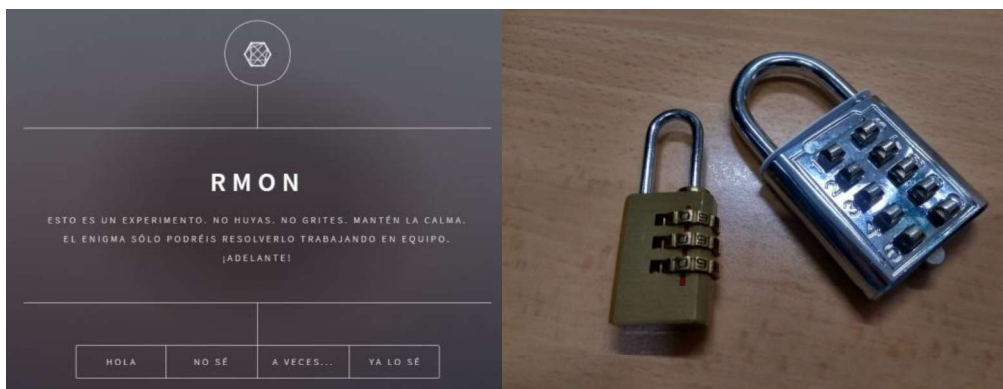 RMON
ESTO ES UN EXPERIMENTO. NO HUYAS. NO GRITES. MANTÉN LA CALMA.
EL ENIGMA SÓLO PODRÉIS RESOLVERLO TRABAJANDO EN EQUIPO.
¡ADELANTE!
HOLA
NO SÉ
A VECES...
YA LO SÉ